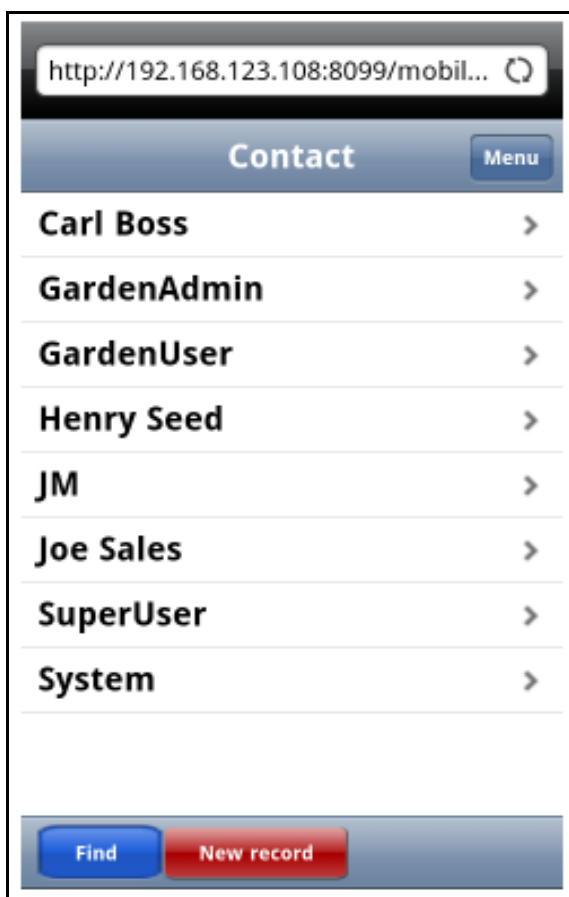 http://192.168.123.108:8099/mobil...
Contact Menu
Carl Boss
GardenAdmin
GardenUser
Henry Seed
JM
Joe Sales
SuperUser
System
Find New record